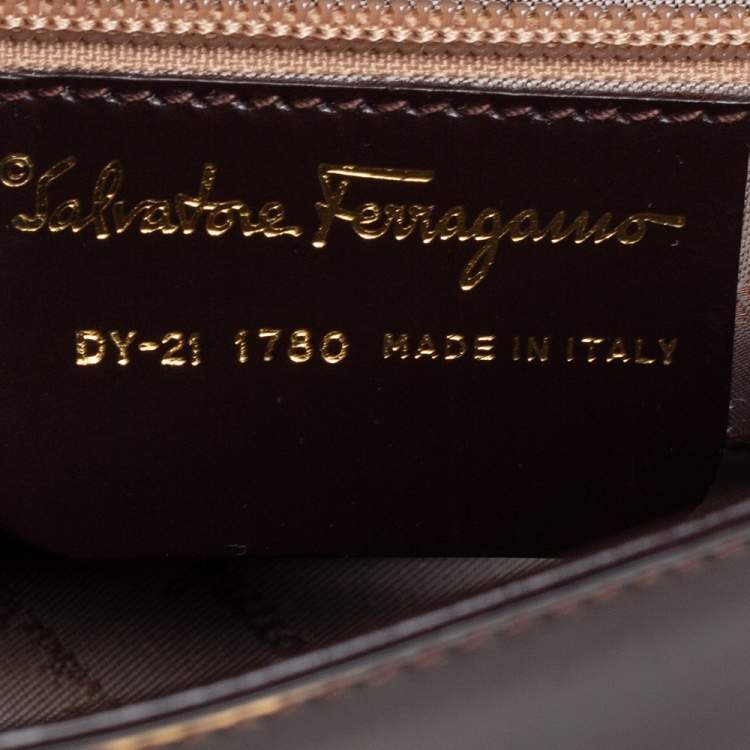 © Salvatore Ferragamo
DY-21 1780 MADE IN ITALY